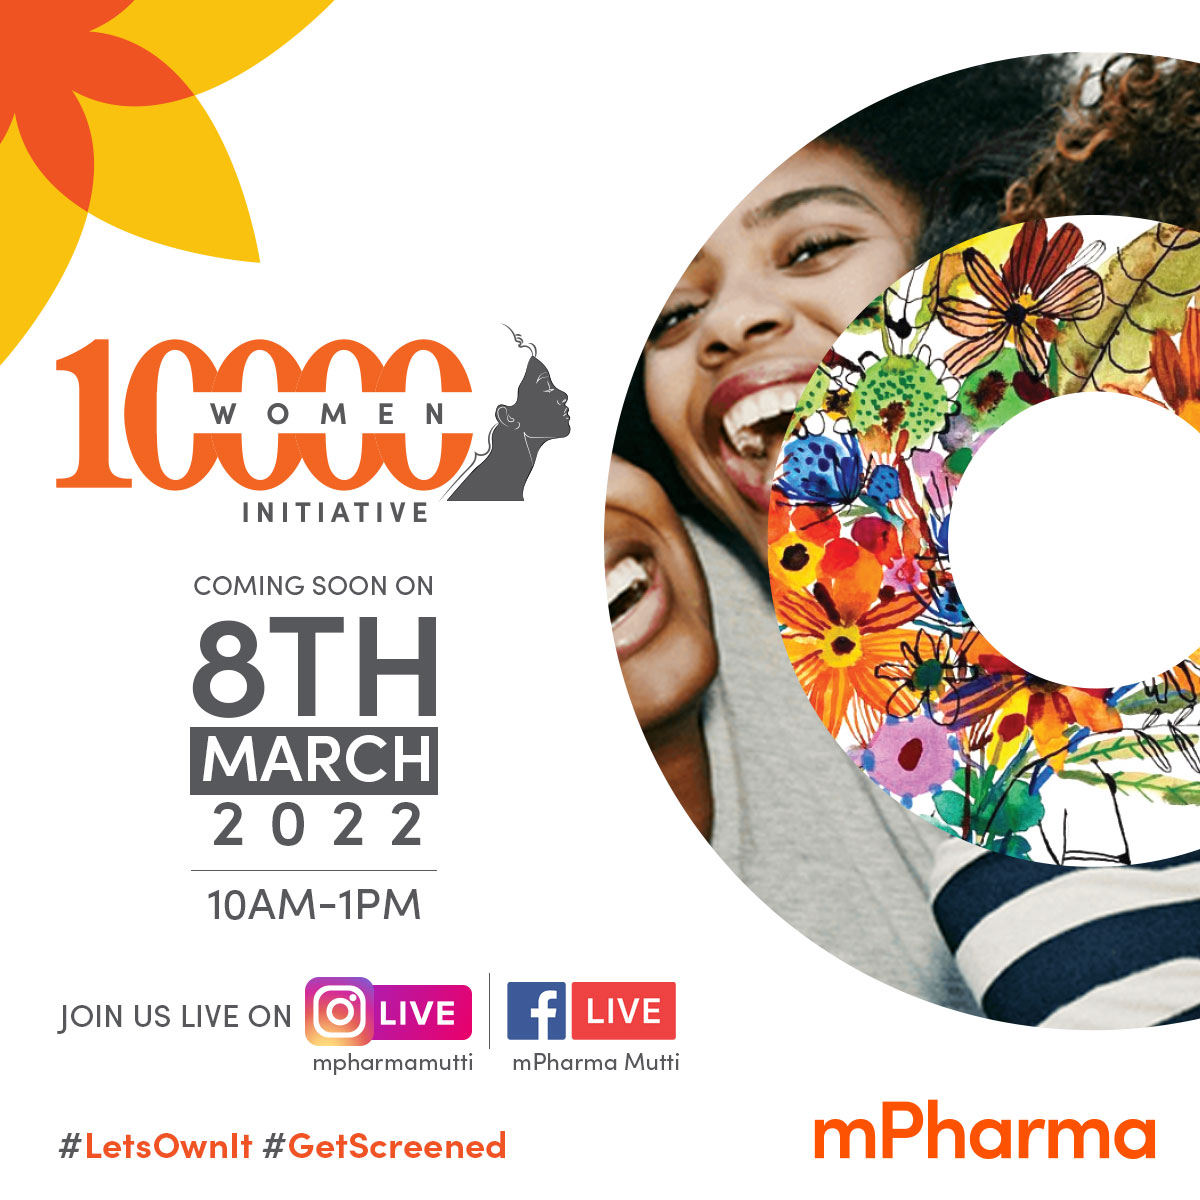 10000
WOMEN
INITIATIVE
COMING SOON ON
8TH
MARCH
2022
10AM-1PM
JOIN US LIVE ON
LIVE
LIVE
mpharmamutti
mPharma Mutti
#LetsOwnIt #GetScreened
mPharma